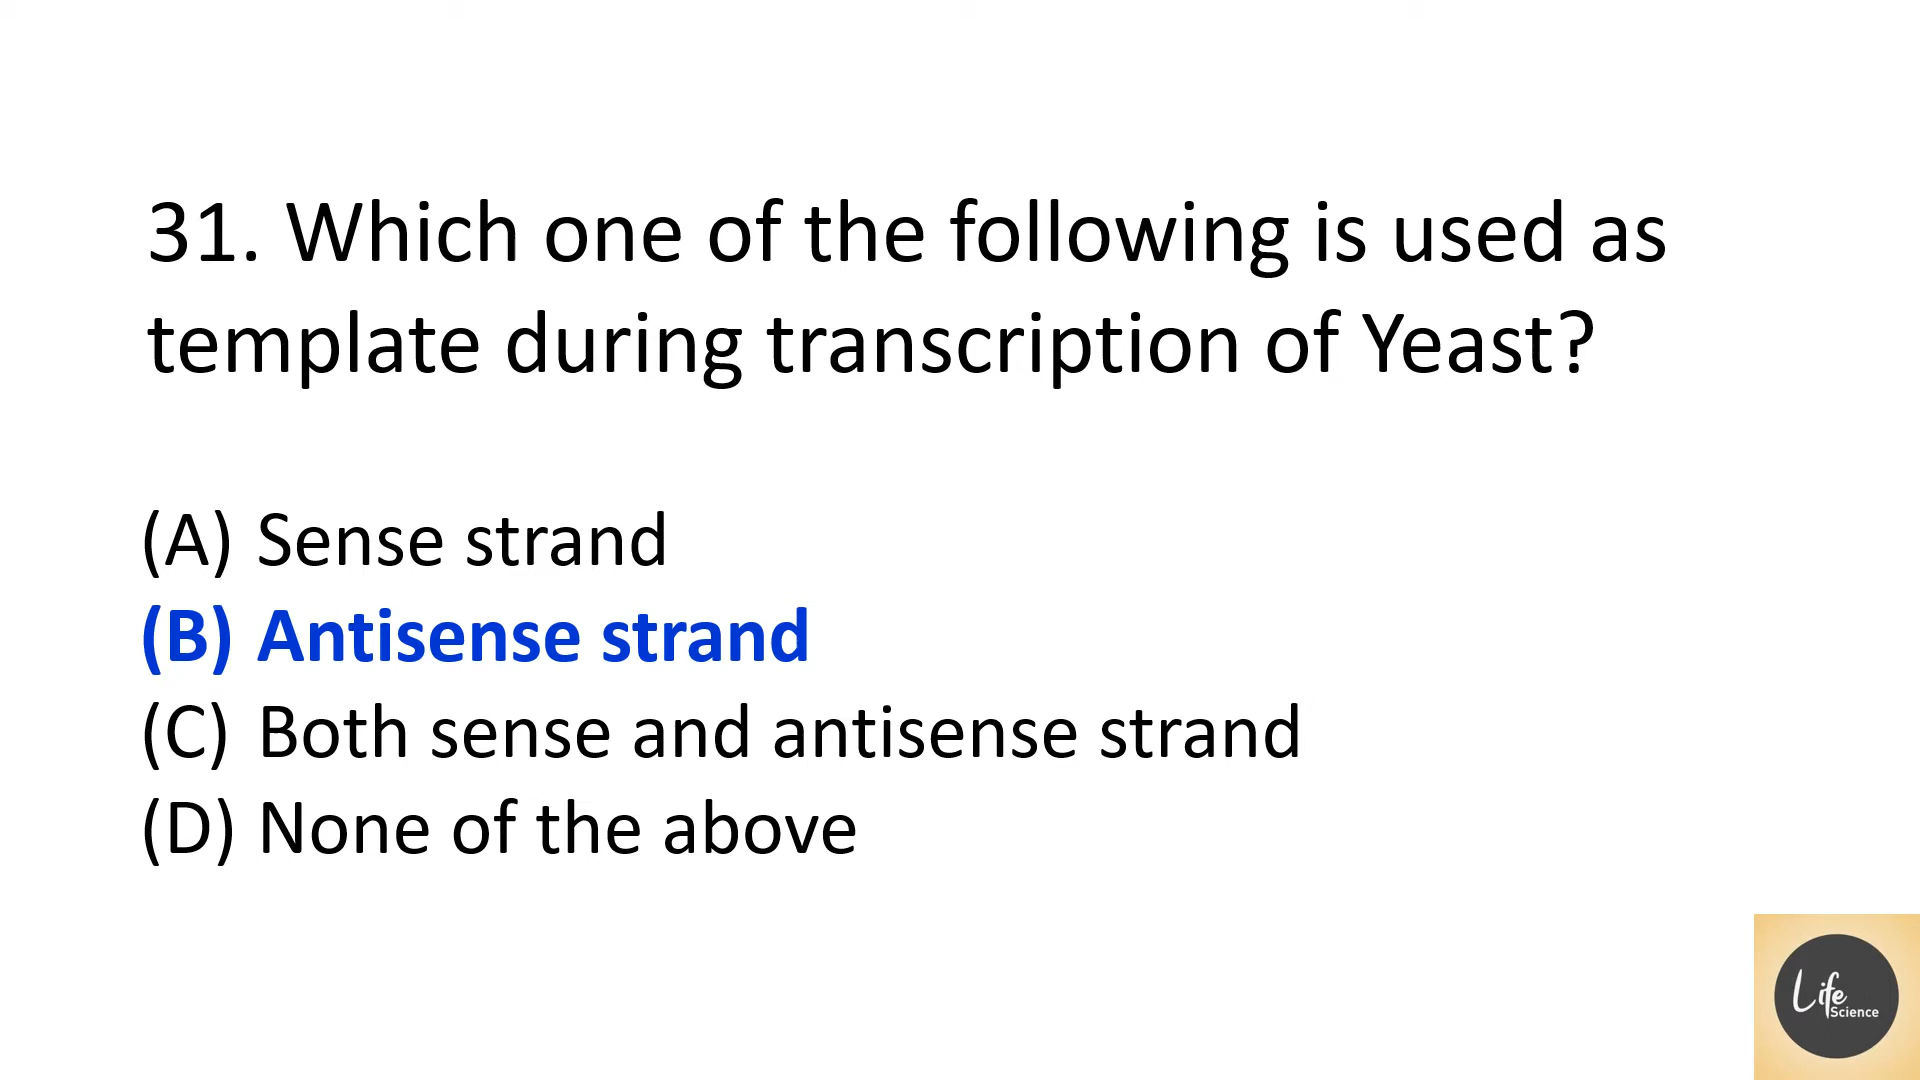 31. Which one of the following is used as
template during transcription of Yeast?
(A) Sense strand
(B) Antisense strand
(C) Both sense and antisense strand
(D) None of the above
Life
Science